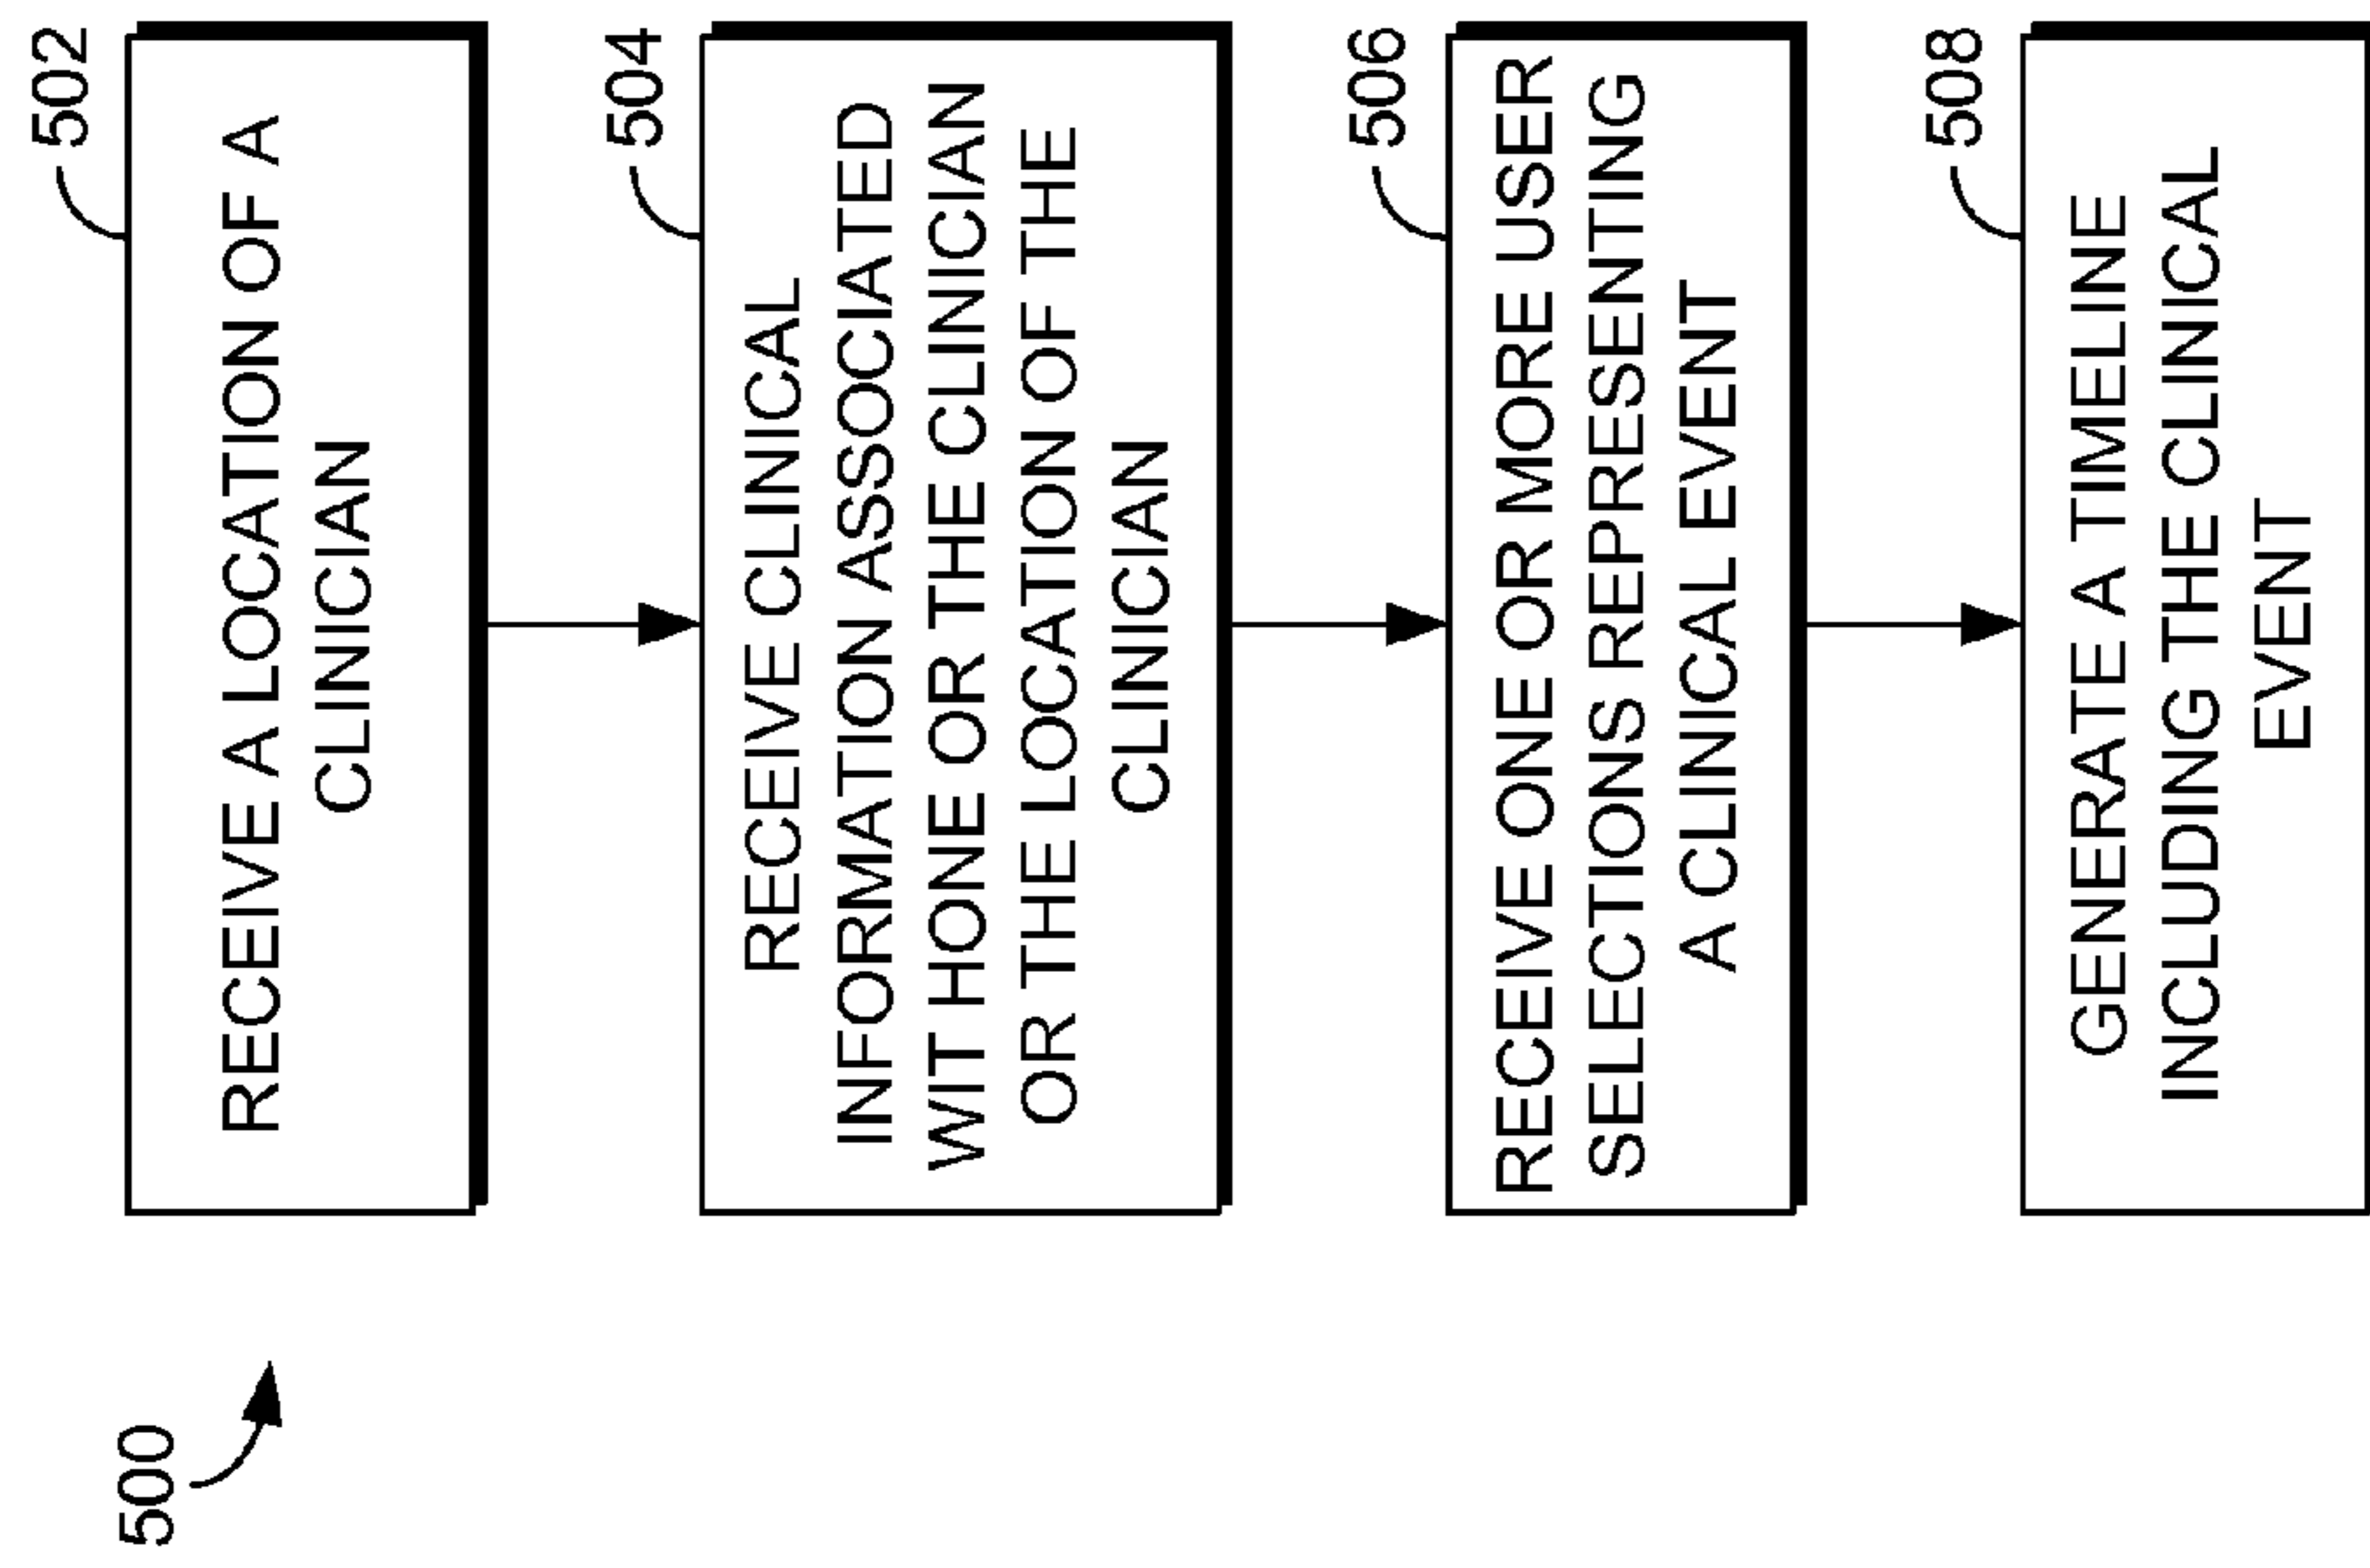 500
502
RECEIVE A LOCATION OF A
CLINICIAN
504
RECEIVE CLINICAL
INFORMATION ASSOCIATED
WIT HONE OR THE CLINICIAN
OR THE LOCATION OF THE
CLINICIAN
506
RECEIVE ONE OR MORE USER
SELECTIONS REPRESENTING
A CLINICAL EVENT
508
GENERATE A TIMELINE
INCLUDING THE CLINICAL
EVENT